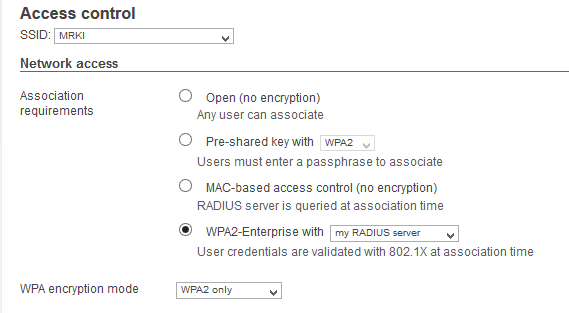 Access control
SSID: MRKI
Network access
Association
requirements
Open (no encryption)
Any user can associate
Pre-shared key with WPA2
Users must enter a passphrase to associate
MAC-based access control (no encryption)
RADIUS server is queried at association time
WPA2-Enterprise with my RADIUS server
User credentials are validated with 802.1X at association time
WPA encryption mode WPA2 only